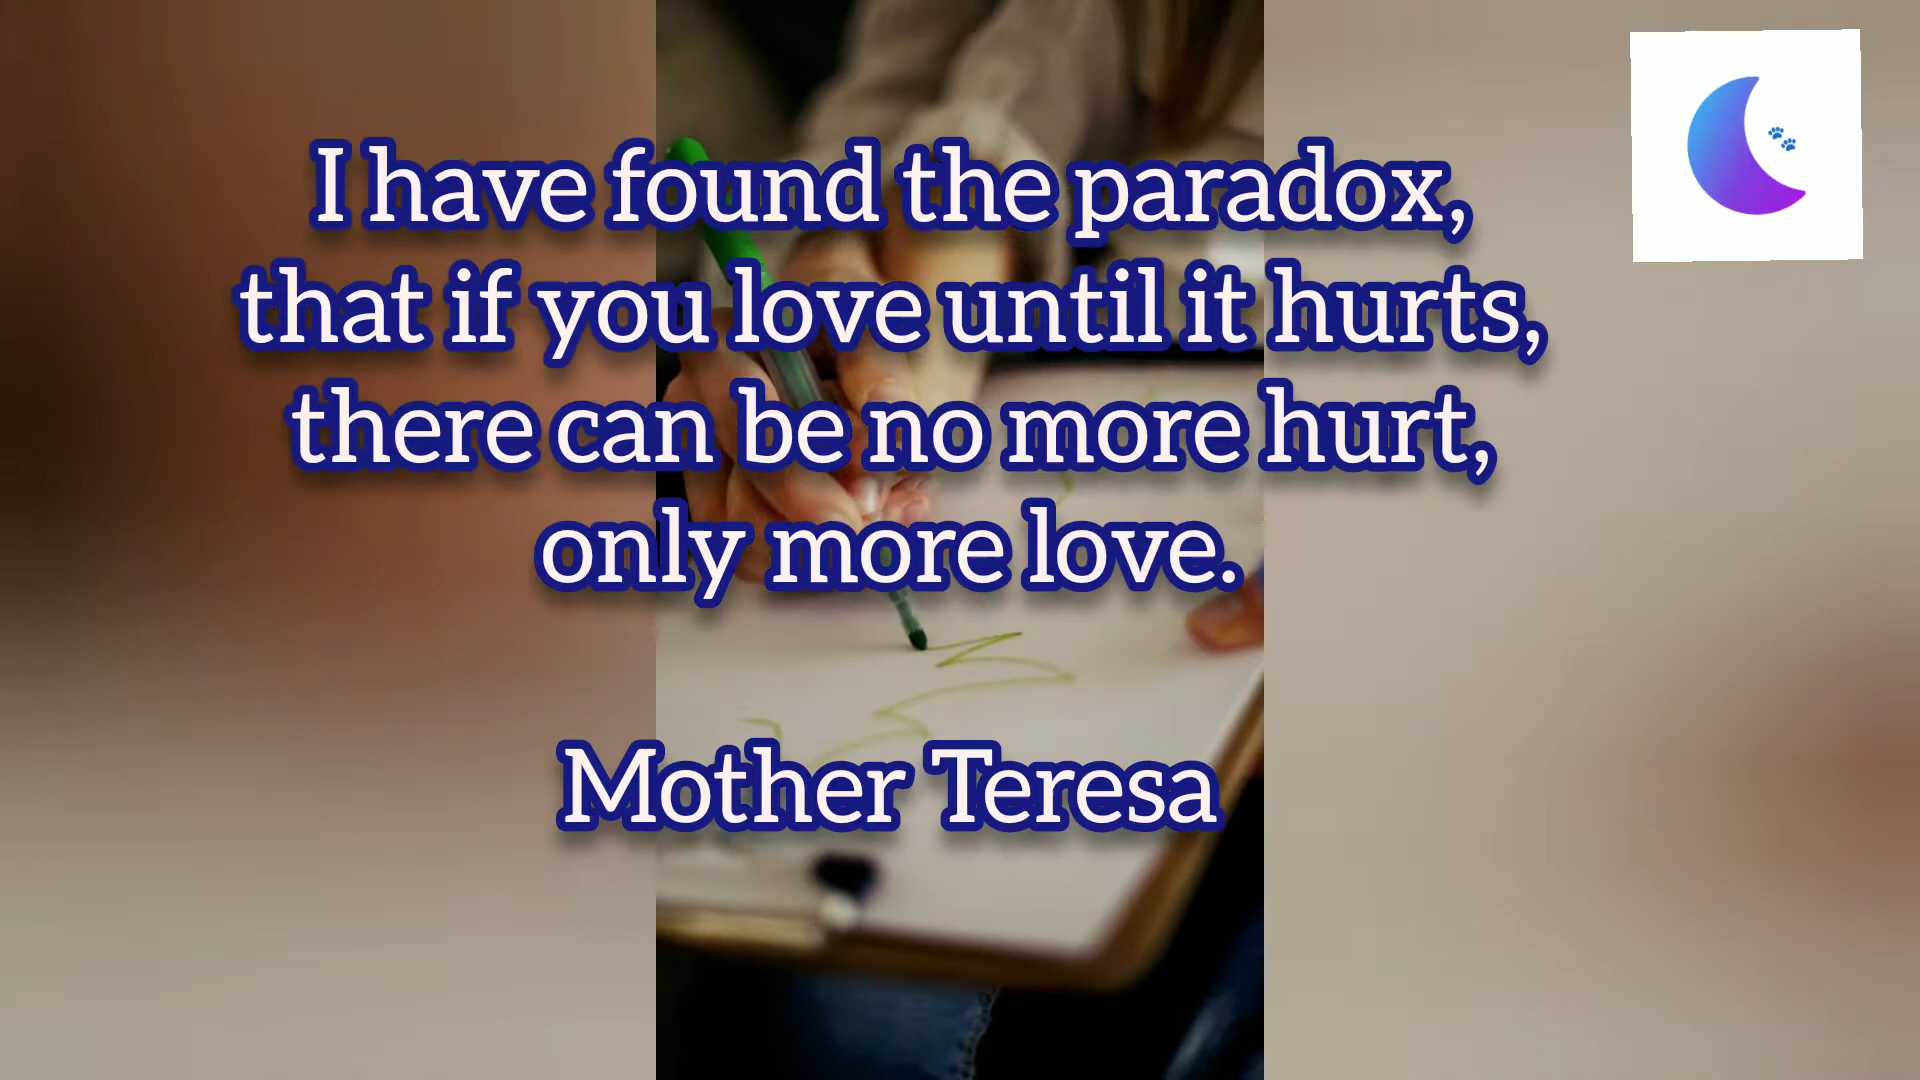 I have found the paradox,
that if you love until it hurts,
there can be no more hurt,
only more love.
Mother Teresa